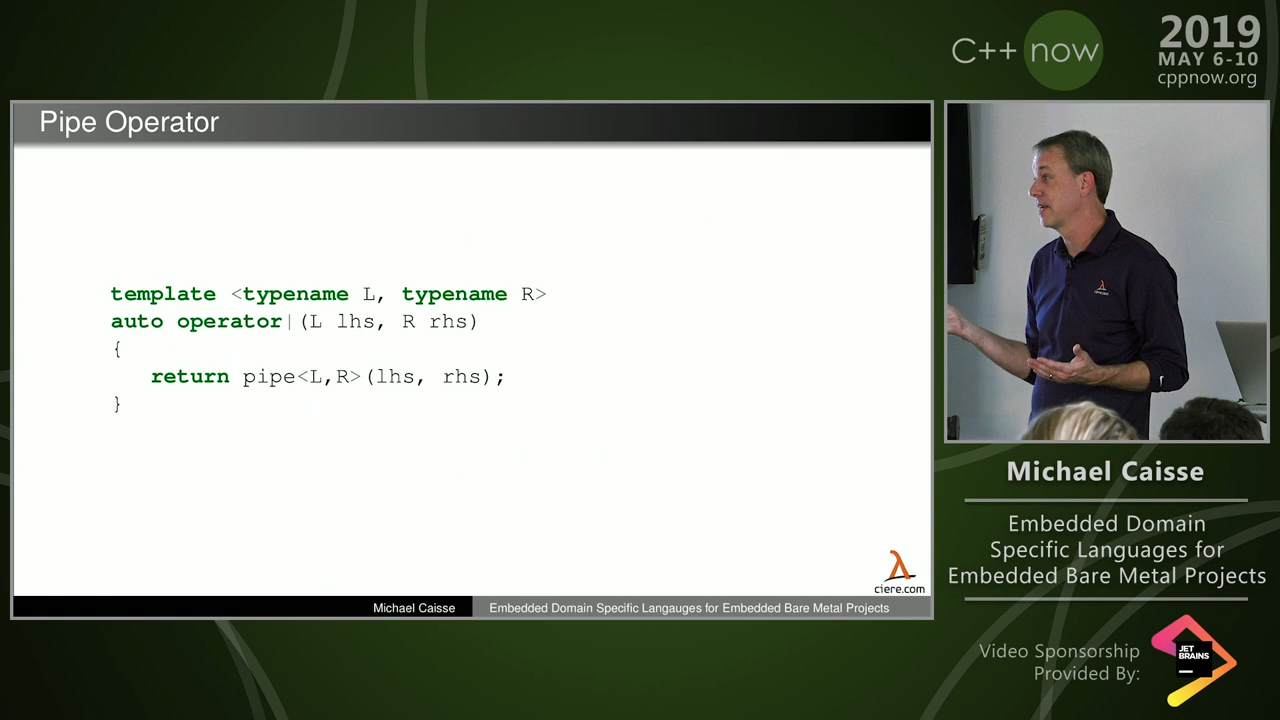 C++ now
2019
MAY 6-10
cppnow.org
Pipe Operator
template <typename L, typename R>
auto operator|(L lhs, R rhs)
{
return pipe<L,R>(lhs, rhs);
}
ciere.com
Michael Caisse
Embedded Domain Specific Langauges for Embedded Bare Metal Projects
Michael Caisse
Embedded Domain
Specific Languages for
Embedded Bare Metal Projects
Video Sponsorship
Provided By:
JET
BRAINS